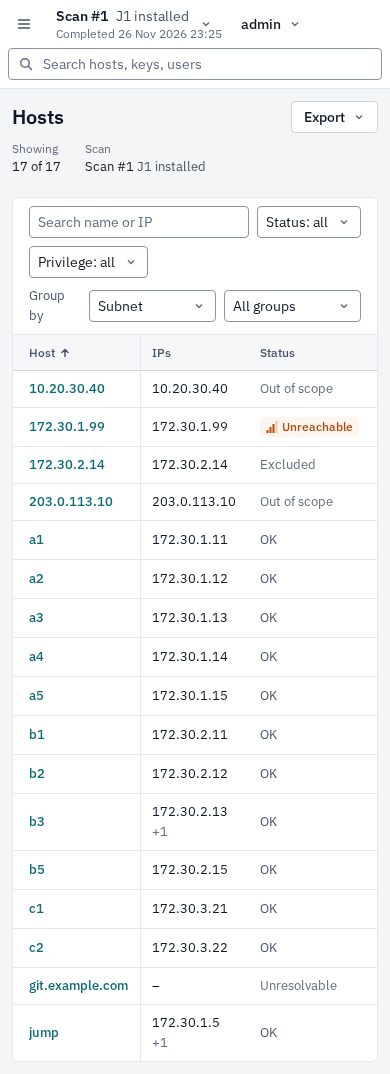 Scan #1 J1 installed
Completed 26 Nov 2026 23:25
admin
Search hosts, keys, users
Hosts
Export
Showing
17 of 17
Scan
Scan #1 J1 installed
Search name or IP
Status: all
Privilege: all
Group by
Subnet
All groups
Host ↑ IPs Status
10.20.30.40 10.20.30.40 Out of scope
172.30.1.99 172.30.1.99 Unreachable
172.30.2.14 172.30.2.14 Excluded
203.0.113.10 203.0.113.10 Out of scope
a1 172.30.1.11 OK
a2 172.30.1.12 OK
a3 172.30.1.13 OK
a4 172.30.1.14 OK
a5 172.30.1.15 OK
b1 172.30.2.11 OK
b2 172.30.2.12 OK
b3 172.30.2.13 +1 OK
b5 172.30.2.15 OK
c1 172.30.3.21 OK
c2 172.30.3.22 OK
git.example.com – Unresolvable
jump 172.30.1.5 +1 OK